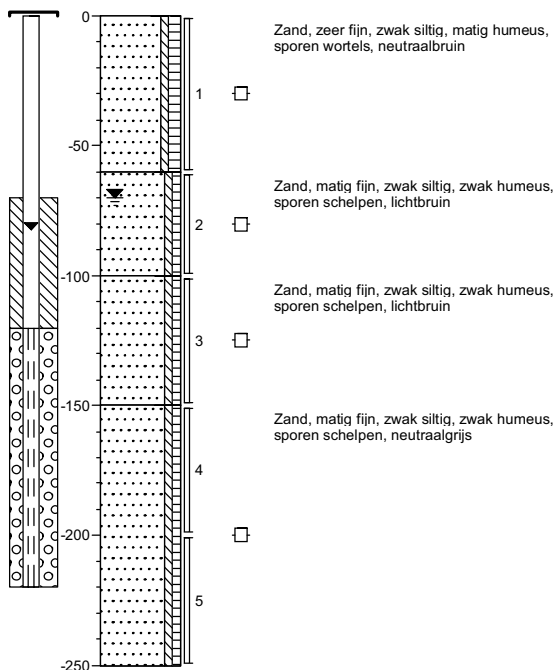 0
Zand, zeer fijn, zwak siltig, matig humeus,
sporen wortels, neutraalbruin
1
-50
Zand, matig fijn, zwak siltig, zwak humeus,
sporen schelpen, lichtbruin
2
-100
Zand, matig fijn, zwak siltig, zwak humeus,
sporen schelpen, lichtbruin
3
-150
Zand, matig fijn, zwak siltig, zwak humeus,
sporen schelpen, neutraalgrijs
4
-200
5
-250